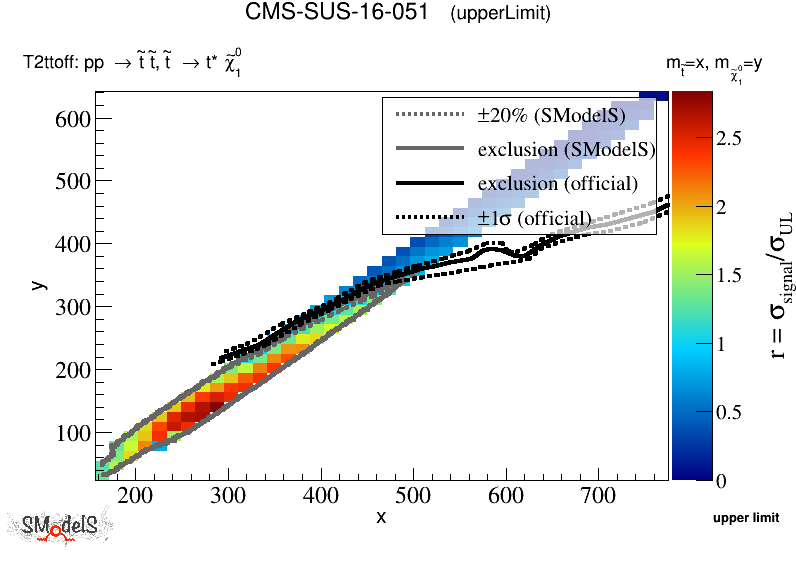 CMS-SUS-16-051 (upperLimit)
T2ttoff: pp → t̃ t̃, t̃ → t* χ̃₁⁰
m_t̃=x, m_χ̃₁⁰=y
±20% (SModelS)
exclusion (SModelS)
exclusion (official)
±1σ (official)
y
600
500
400
300
200
100
200 300 400 500 600 700
x
2.5
2
1.5
1
0.5
0
r = σ_signal/σ_UL
upper limit
SModelS